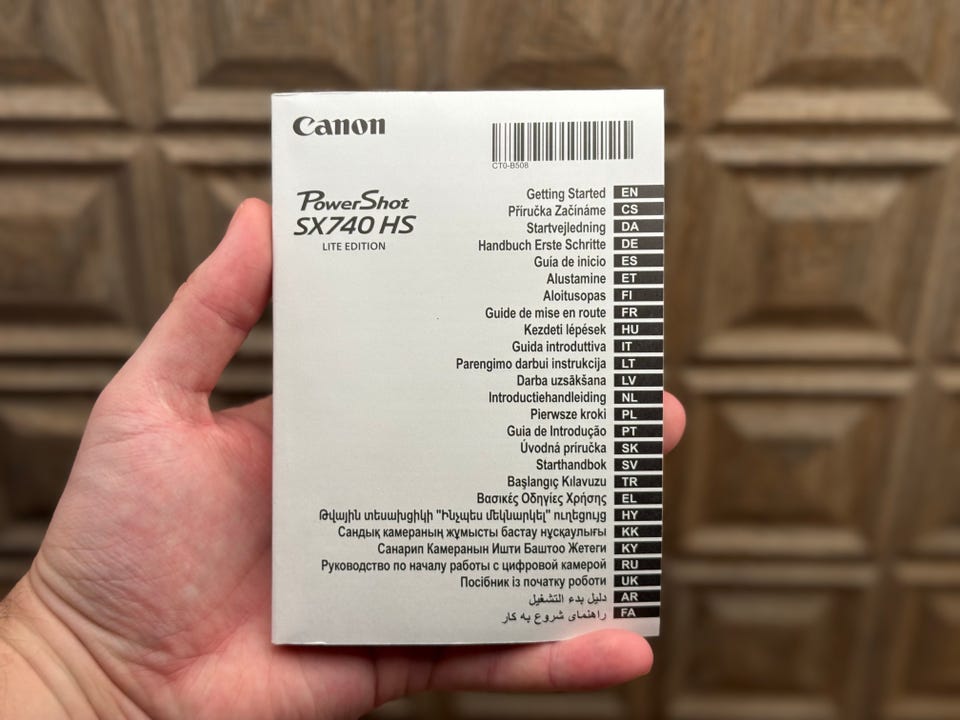 Canon
CT0-B508
PowerShot
SX740 HS
LITE EDITION
Getting Started EN
Příručka Začínáme CS
Startvejledning DA
Handbuch Erste Schritte DE
Guía de inicio ES
Alustamine ET
Aloitusopas FI
Guide de mise en route FR
Kezdeti lépések HU
Guida introduttiva IT
Parengimo darbui instrukcija LT
Darba uzsākšana LV
Introductiehandleiding NL
Pierwsze kroki PL
Guia de Introdução PT
Úvodná príručka SK
Starthandbok SV
Başlangıç Kılavuzu TR
Βασικές Οδηγίες Χρήσης EL
Թվային տեսախցիկի "Ինչպես մեկնարկել" ուղեցույց HY
Сандық камераның жұмысты бастау нұсқаулығы KK
Санарип Камеранын Ишти Баштоо Жетеги KY
Руководство по началу работы с цифровой камерой RU
Посібник із початку роботи UK
دليل بدء التشغيل AR
راهنمای شروع به کار FA